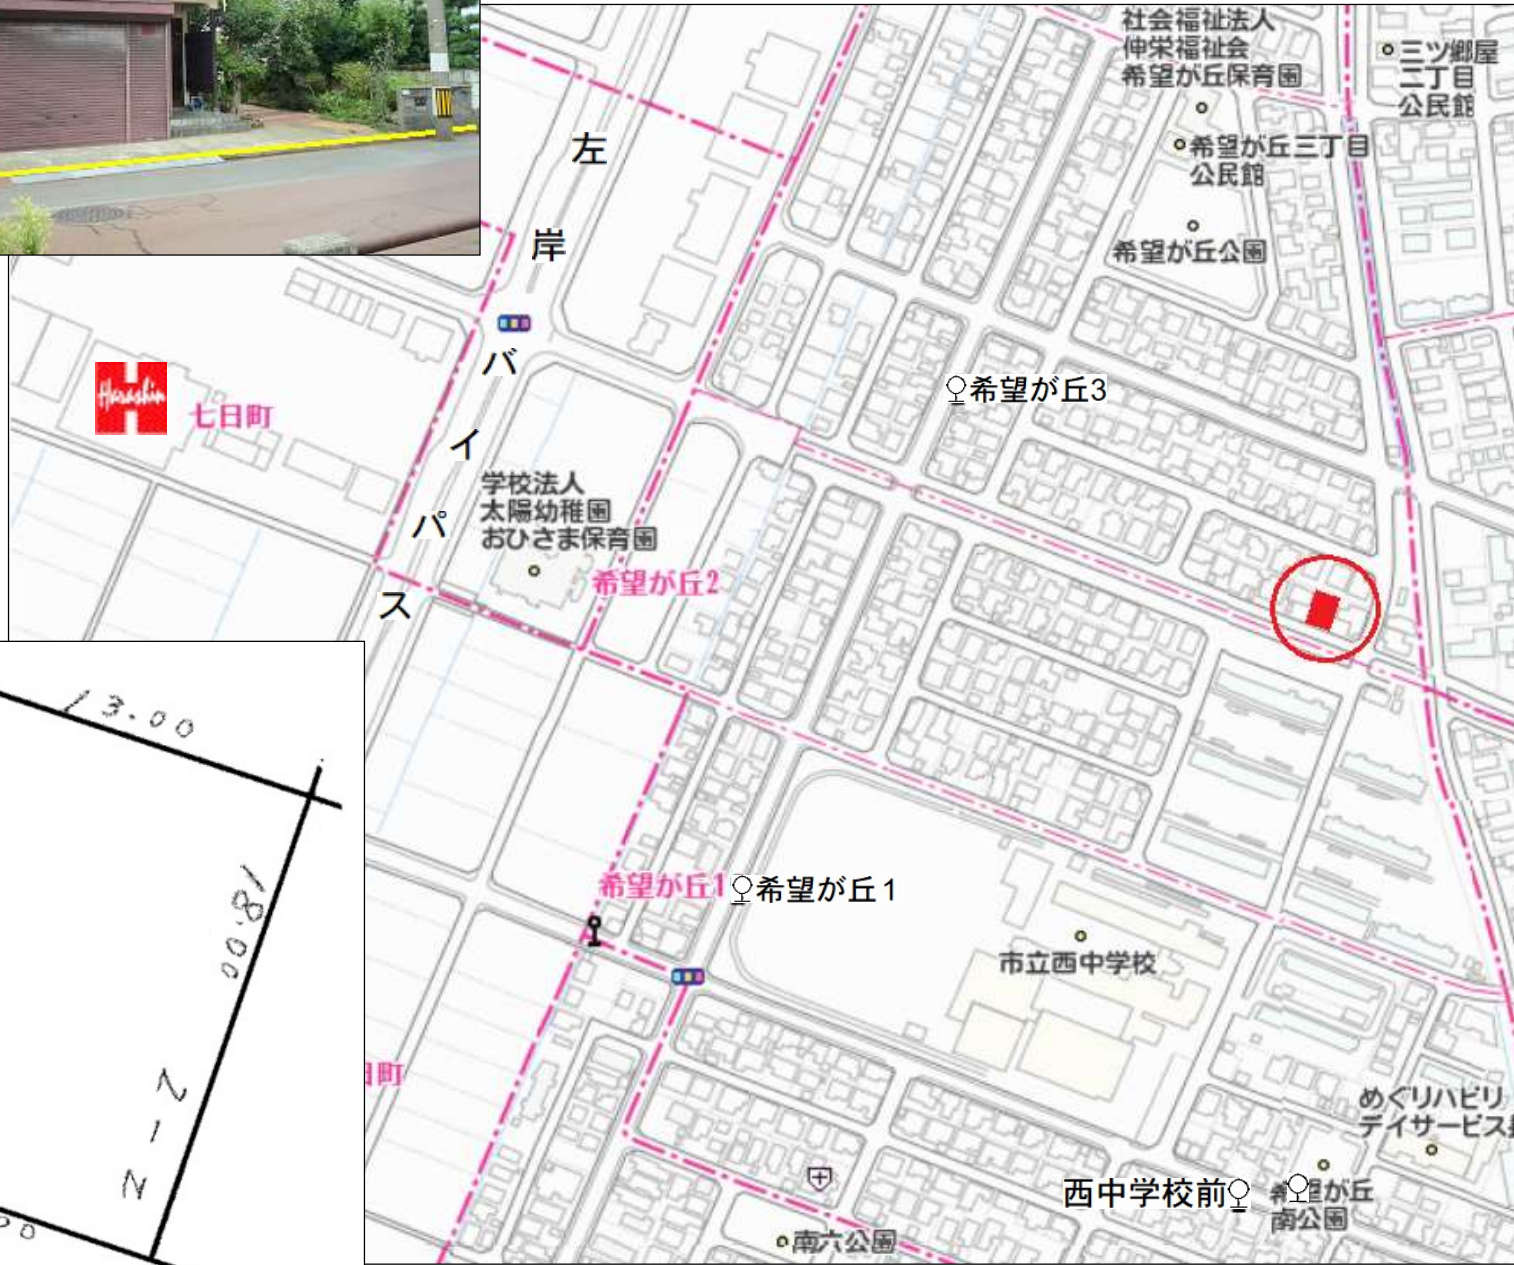 社会福祉法人
伸栄福祉会
希望が丘保育園
三ツ郷屋
二丁目
公民館
希望が丘三丁目
公民館
希望が丘公園
左
岸
バ
イ
パ
ス
Harashin
七日町
希望が丘3
学校法人
太陽幼稚園
おひさま保育園
希望が丘2
13.00
18.00
希望が丘1
希望が丘1
市立西中学校
めぐリハビリ
デイサービス
西中学校前
希望が丘
南公園
南六公園